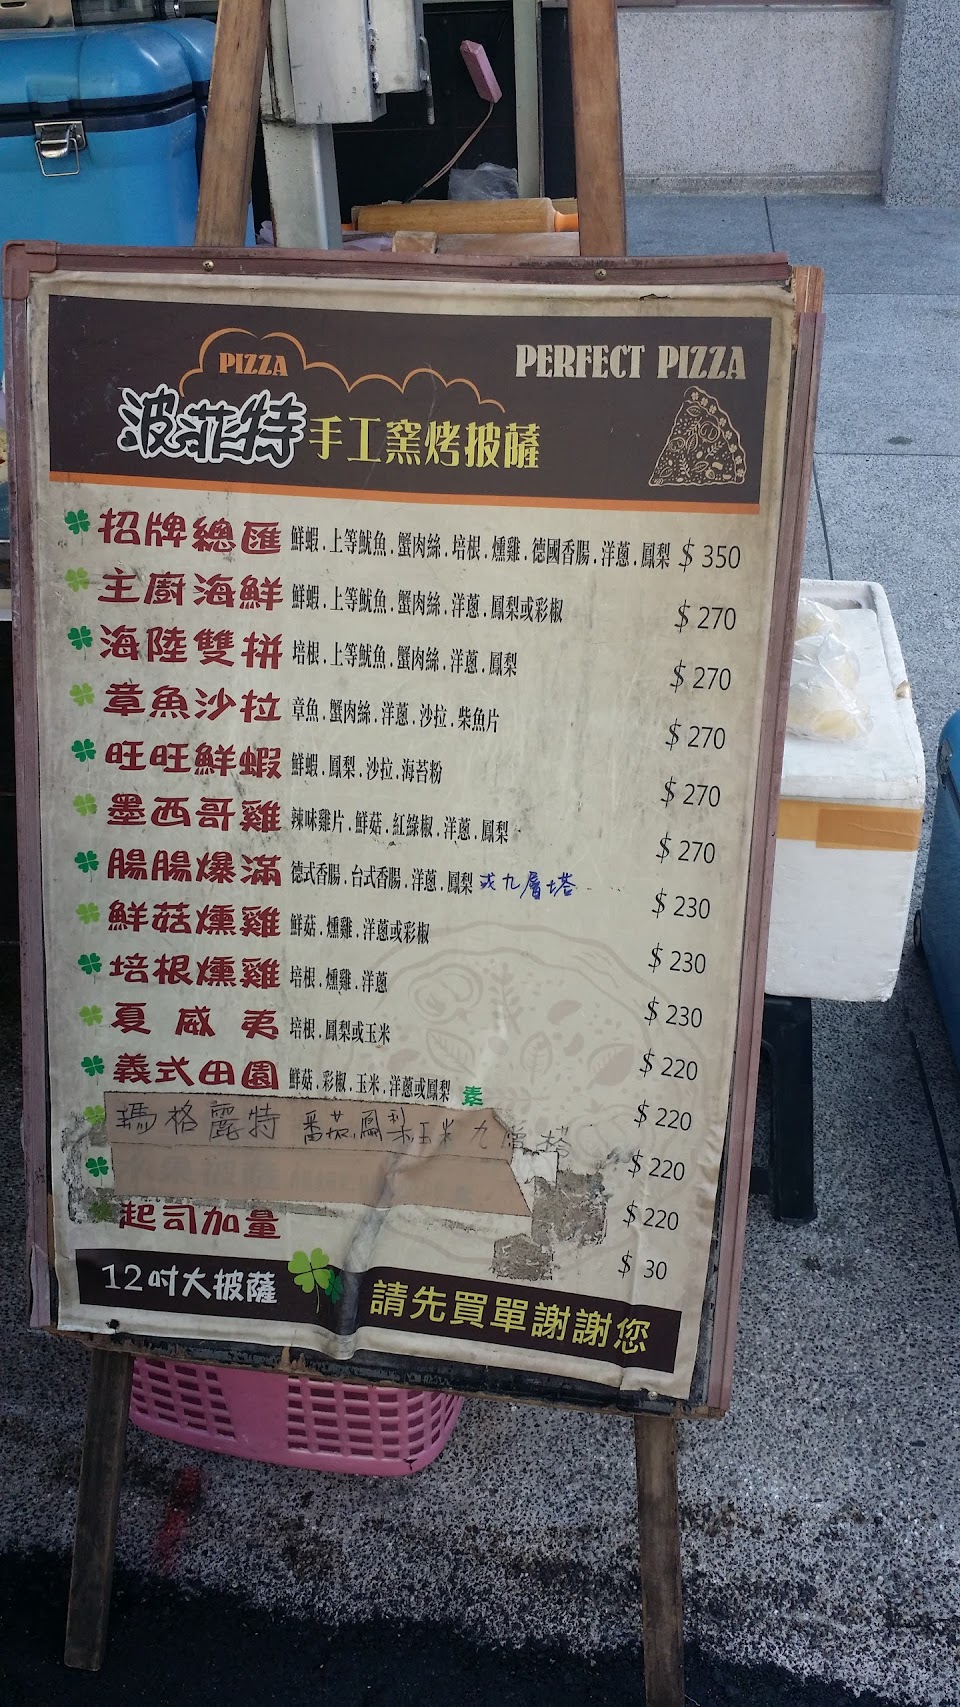 PIZZA
PERFECT PIZZA
波菲特手工窯烤披薩
招牌總匯 鮮蝦.上等魷魚.蟹肉絲.培根.燻雞.德國香腸.洋蔥.鳳梨 $350
主廚海鮮 鮮蝦.上等魷魚.蟹肉絲.洋蔥.鳳梨或彩椒 $270
海陸雙拼 培根.上等魷魚.蟹肉絲.洋蔥.鳳梨 $270
章魚沙拉 章魚.蟹肉絲.洋蔥.沙拉.柴魚片 $270
旺旺鮮蝦 鮮蝦.鳳梨.沙拉.海苔粉 $270
墨西哥雞 辣味雞片.鮮菇.紅綠椒.洋蔥.鳳梨 $270
腸腸爆滿 德式香腸.台式香腸.洋蔥.鳳梨 或九層塔 $230
鮮菇燻雞 鮮菇.燻雞.洋蔥或彩椒 $230
培根燻雞 培根.燻雞.洋蔥 $230
夏威夷 培根.鳳梨或玉米 $220
義式田園 鮮菇.彩椒.玉米.洋蔥或鳳梨 素 $220
瑪格麗特 番茄鳳梨玉米九層塔 $220
$220
起司加量 $30
12吋大披薩 請先買單謝謝您